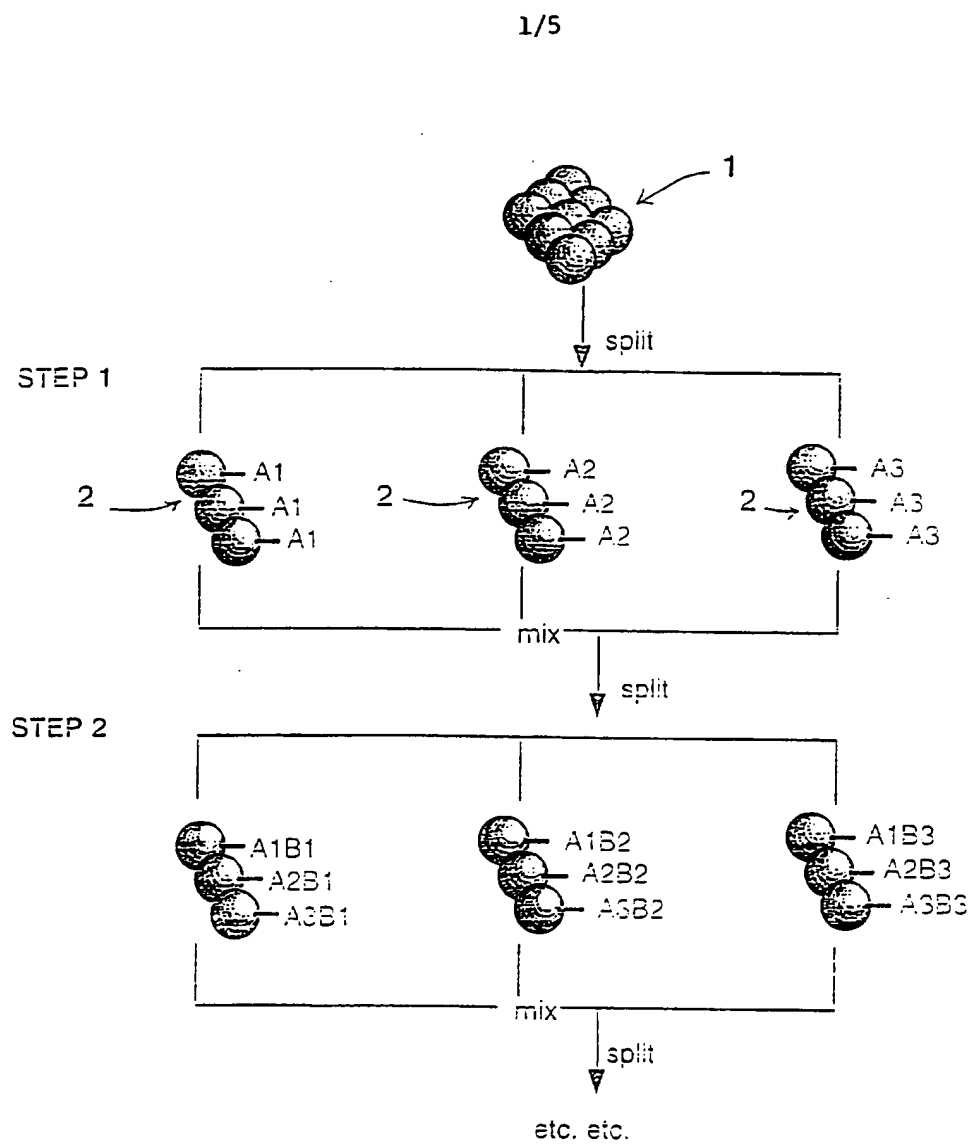 1/5
1
split
STEP 1
A1
A2
A3
2
2
2
A1
A2
A3
A1
A2
A3
mix
split
STEP 2
A1B1
A1B2
A1B3
A2B1
A2B2
A2B3
A3B1
A3B2
A3B3
mix
split
etc. etc.